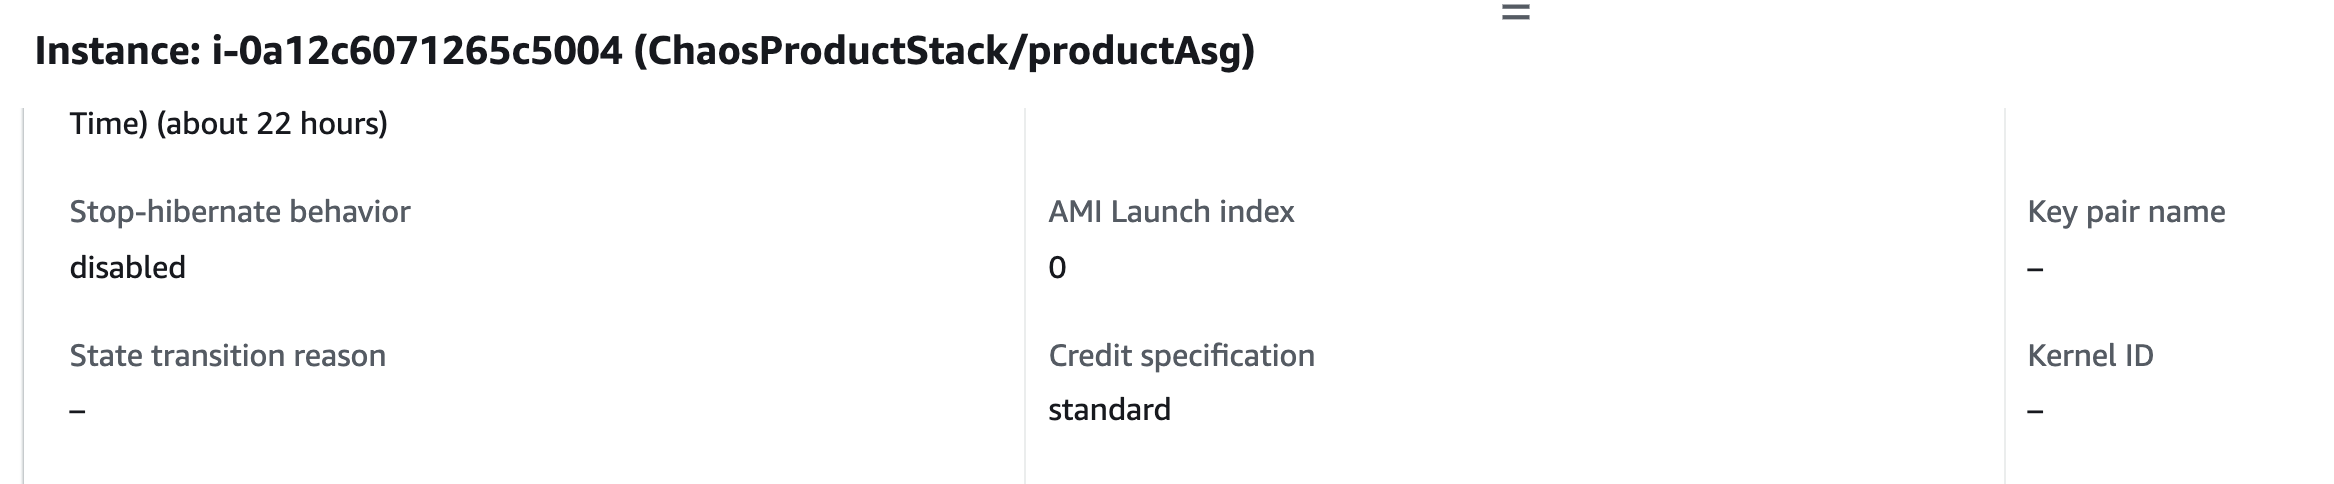 Instance: i-0a12c6071265c5004 (ChaosProductStack/productAsg)
Time) (about 22 hours)
Stop-hibernate behavior
disabled
AMI Launch index
0
Key pair name
–
State transition reason
–
Credit specification
standard
Kernel ID
–